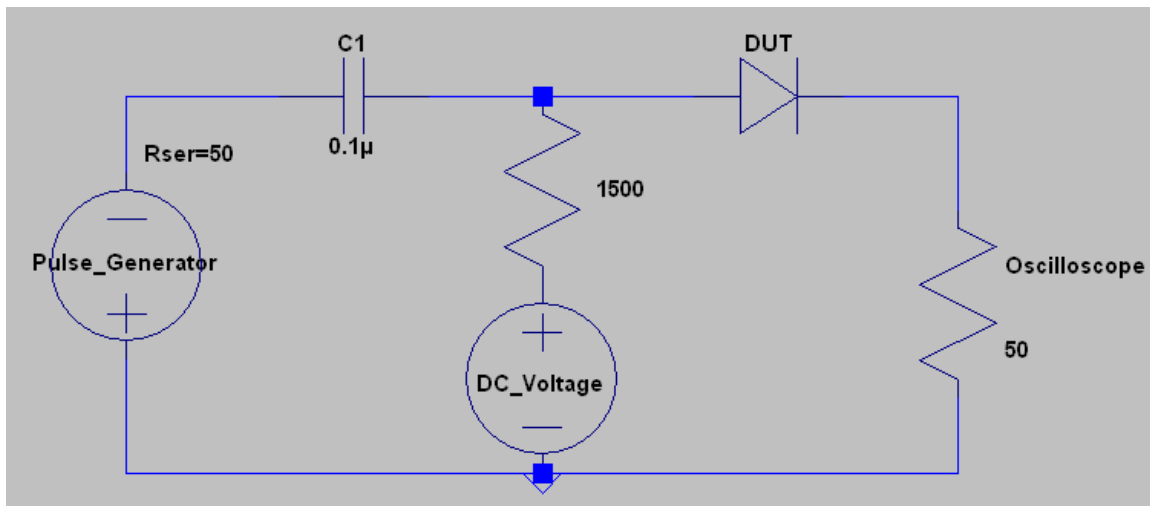 C1
DUT
0.1µ
Rser=50
1500
Pulse_Generator
Oscilloscope
50
DC_Voltage